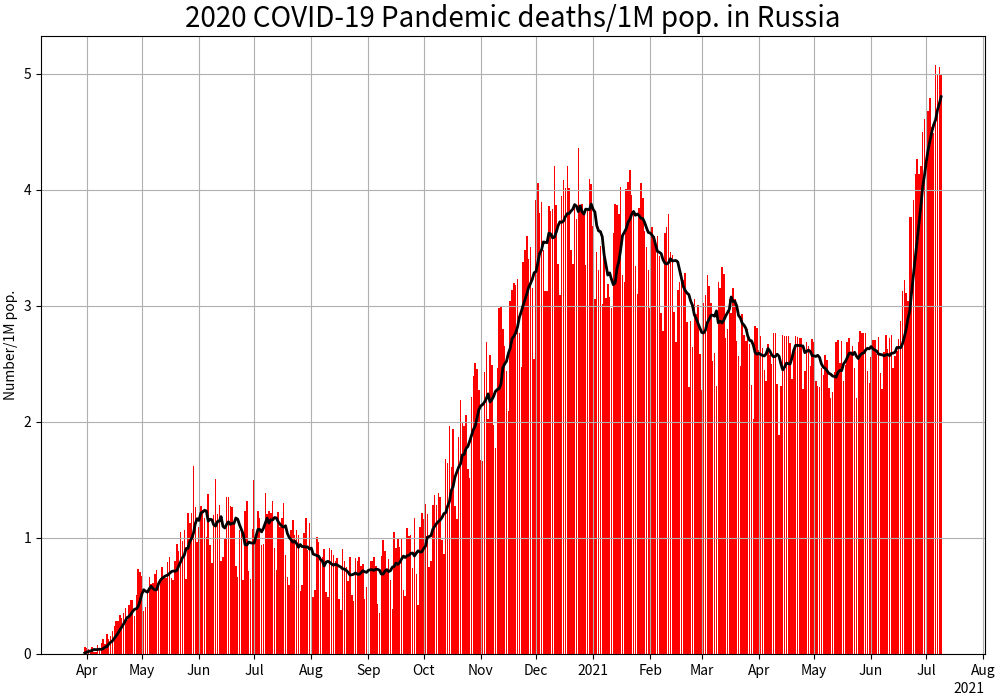 2020 COVID-19 Pandemic deaths/1M pop. in Russia
Number/1M pop.
5
4
3
2
1
0
Apr May Jun Jul Aug Sep Oct Nov Dec 2021 Feb Mar Apr May Jun Jul Aug
2021